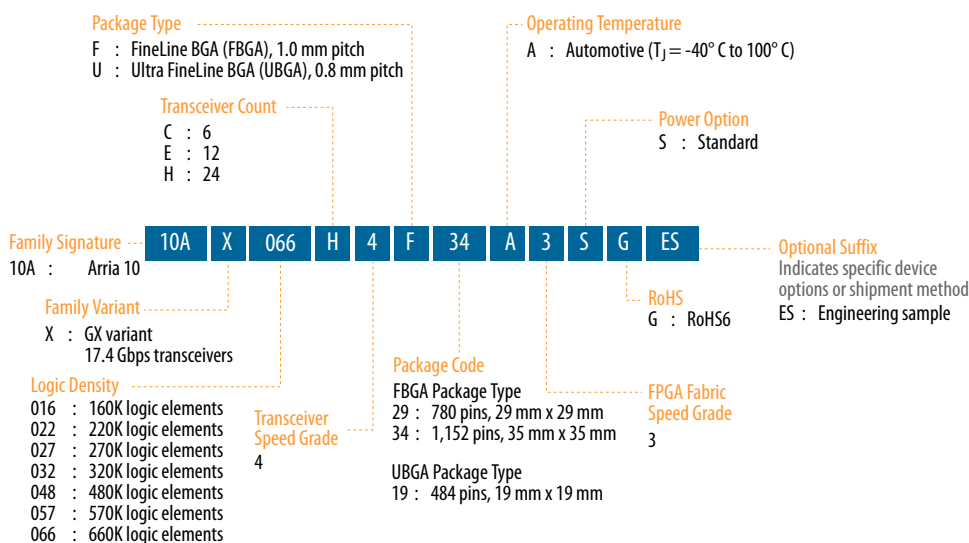 Package Type
F : FineLine BGA (FBGA), 1.0 mm pitch
U : Ultra FineLine BGA (UBGA), 0.8 mm pitch
Operating Temperature
A : Automotive (TJ = -40° C to 100° C)
Transceiver Count
C : 6
E : 12
H : 24
Power Option
S : Standard
Family Signature
10A : Arria 10
10A X 066 H 4 F 34 A 3 S G ES
Optional Suffix
Indicates specific device
options or shipment method
ES : Engineering sample
Family Variant
X : GX variant
17.4 Gbps transceivers
RoHS
G : RoHS6
Logic Density
016 : 160K logic elements
022 : 220K logic elements
027 : 270K logic elements
032 : 320K logic elements
048 : 480K logic elements
057 : 570K logic elements
066 : 660K logic elements
Transceiver
Speed Grade
4
Package Code
FBGA Package Type
29 : 780 pins, 29 mm x 29 mm
34 : 1,152 pins, 35 mm x 35 mm
UBGA Package Type
19 : 484 pins, 19 mm x 19 mm
FPGA Fabric
Speed Grade
3